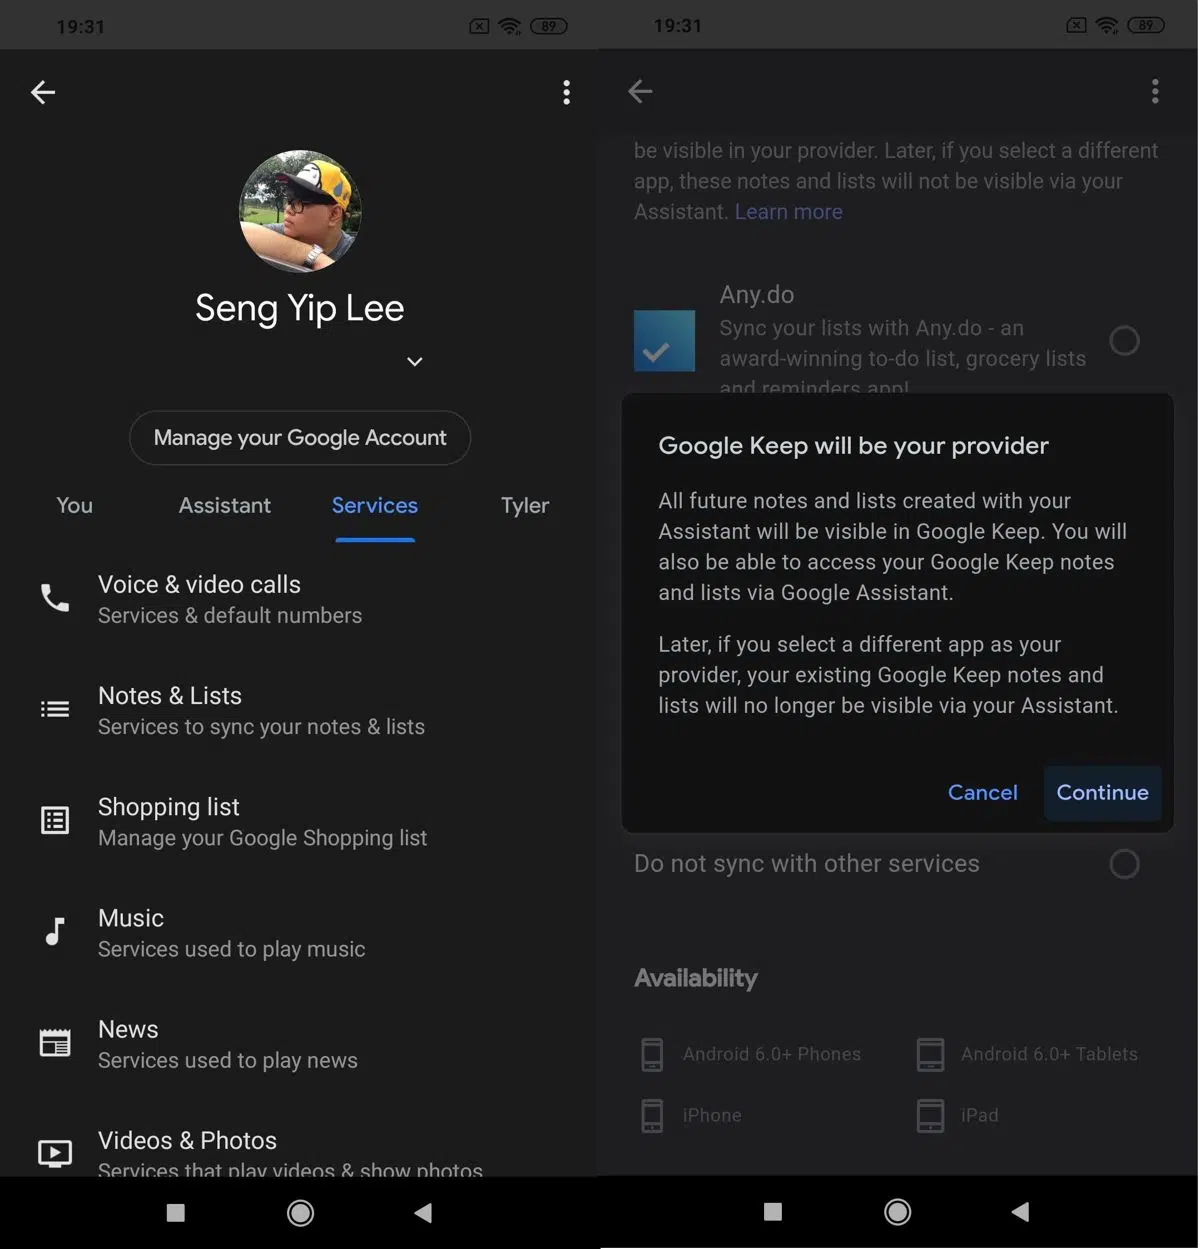 19:31
89
Seng Yip Lee
Manage your Google Account
You
Assistant
Services
Tyler
Voice & video calls
Services & default numbers
Notes & Lists
Services to sync your notes & lists
Shopping list
Manage your Google Shopping list
Music
Services used to play music
News
Services used to play news
Videos & Photos
Services that play videos & show photos
19:31
89
be visible in your provider. Later, if you select a different
app, these notes and lists will not be visible via your
Assistant. Learn more
Any.do
Sync your lists with Any.do - an
award-winning to-do list, grocery lists
and reminders app!
Google Keep will be your provider
All future notes and lists created with your
Assistant will be visible in Google Keep. You will
also be able to access your Google Keep notes
and lists via Google Assistant.
Later, if you select a different app as your
provider, your existing Google Keep notes and
lists will no longer be visible via your Assistant.
Cancel
Continue
Do not sync with other services
Availability
Android 6.0+ Phones
Android 6.0+ Tablets
iPhone
iPad